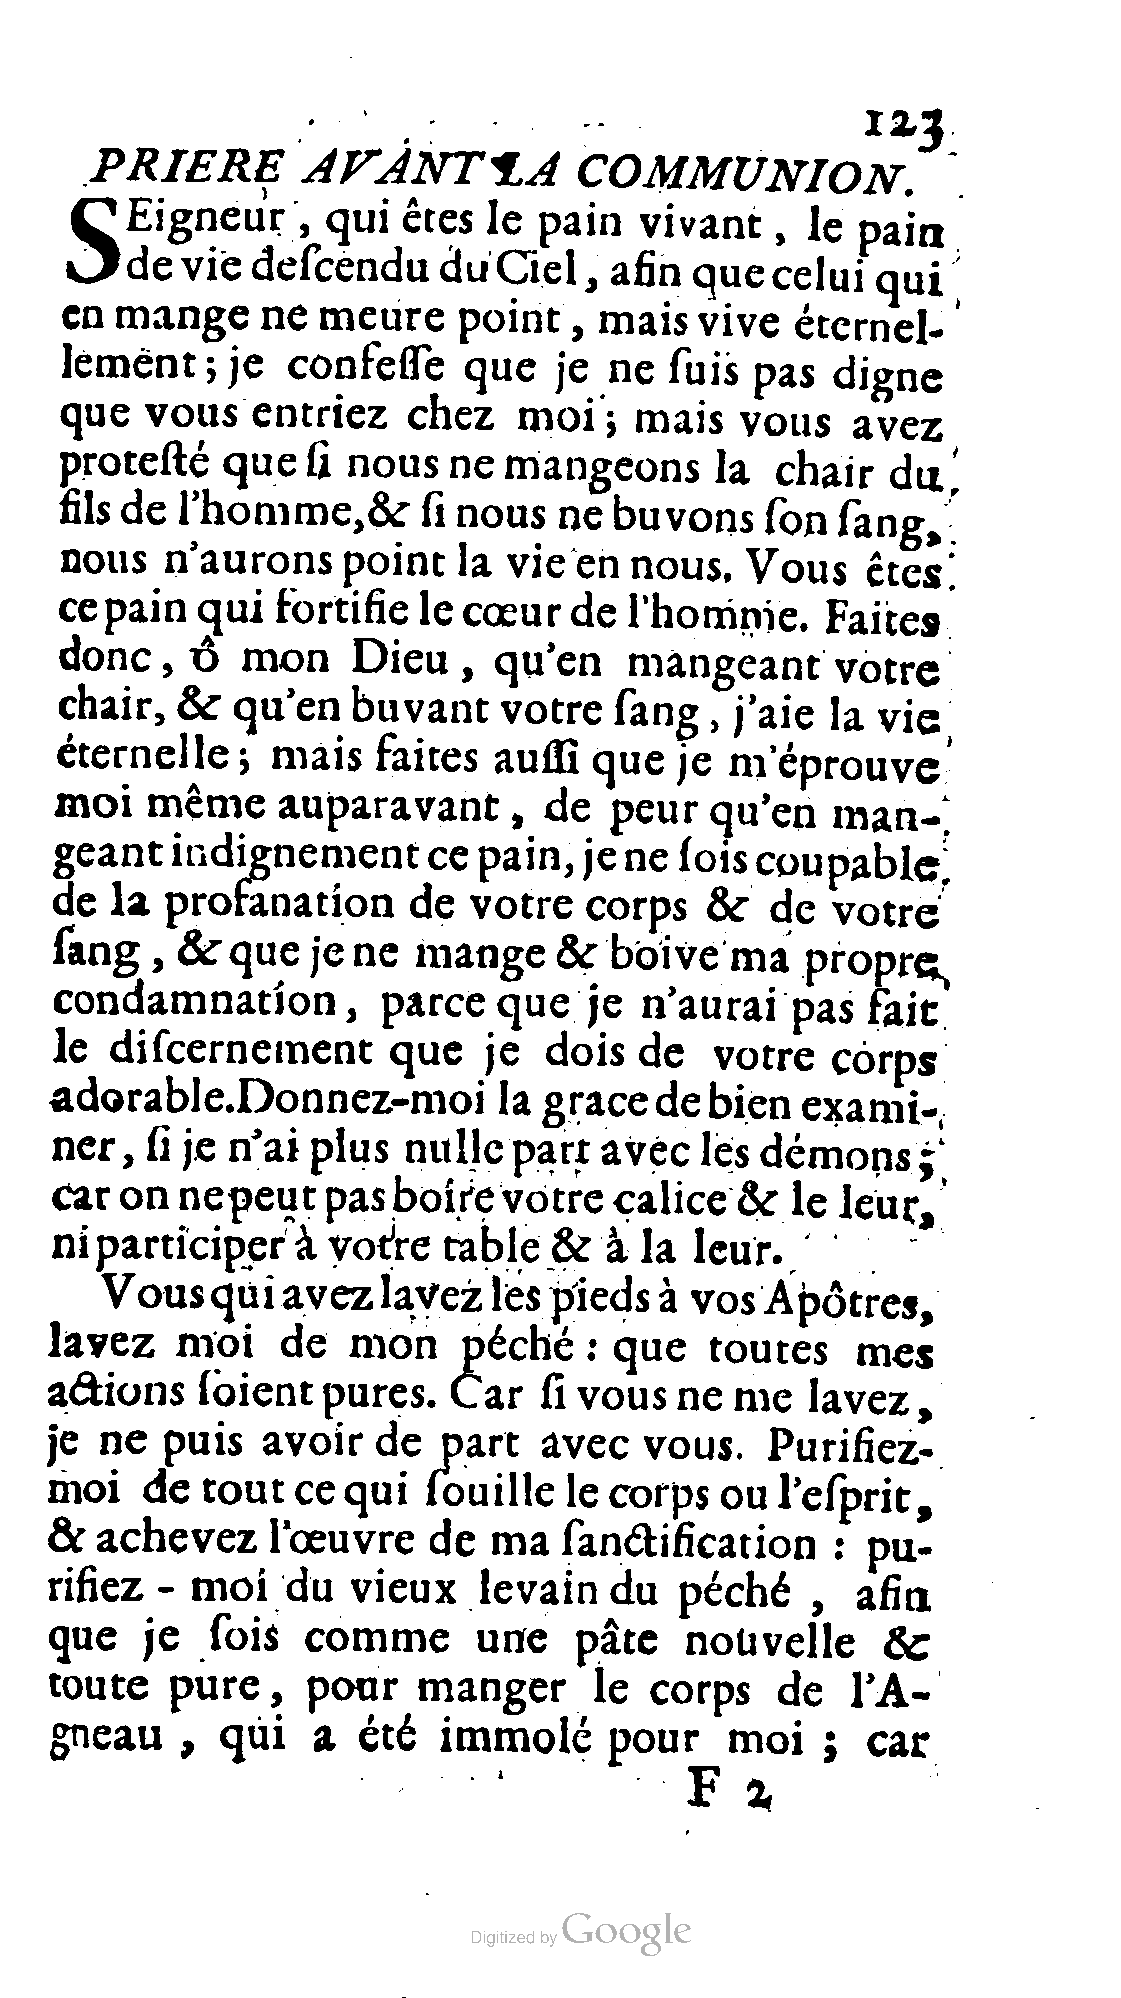 123
PRIERE AVANT LA COMMUNION.
SEigneur, qui êtes le pain vivant, le pain
de vie deſcendu du Ciel, afin que celui qui
en mange ne meure point, mais vive éternel-
lement; je confeſſe que je ne ſuis pas digne
que vous entriez chez moi; mais vous avez
proteſté que ſi nous ne mangeons la chair du
fils de l'homme,& ſi nous ne buvons ſon ſang,
nous n'aurons point la vie en nous. Vous êtes
ce pain qui fortifie le cœur de l'homme. Faites
donc, ô mon Dieu, qu'en mangeant votre
chair, & qu'en buvant votre ſang, j'aie la vie
éternelle; mais faites auſſi que je m'éprouve
moi même auparavant, de peur qu'en man-
geant indignement ce pain, je ne ſois coupable
de la profanation de votre corps & de votre
ſang, & que je ne mange & boive ma propre
condamnation, parce que je n'aurai pas fait
le diſcernement que je dois de votre corps
adorable.Donnez-moi la grace de bien exami-
ner, ſi je n'ai plus nulle part avec les démons;
car on ne peut pas boire votre calice & le leur,
ni participer à votre table & à la leur.
Vous qui avez lavez les pieds à vos Apôtres,
lavez moi de mon péché : que toutes mes
actions ſoient pures. Car ſi vous ne me lavez,
je ne puis avoir de part avec vous. Purifiez-
moi de tout ce qui ſouille le corps ou l'eſprit,
& achevez l'œuvre de ma ſanctification : pu-
rifiez - moi du vieux levain du péché, afin
que je ſois comme une pâte nouvelle &
toute pure, pour manger le corps de l'A-
gneau, qui a été immolé pour moi; car
F 2
Digitized by Google